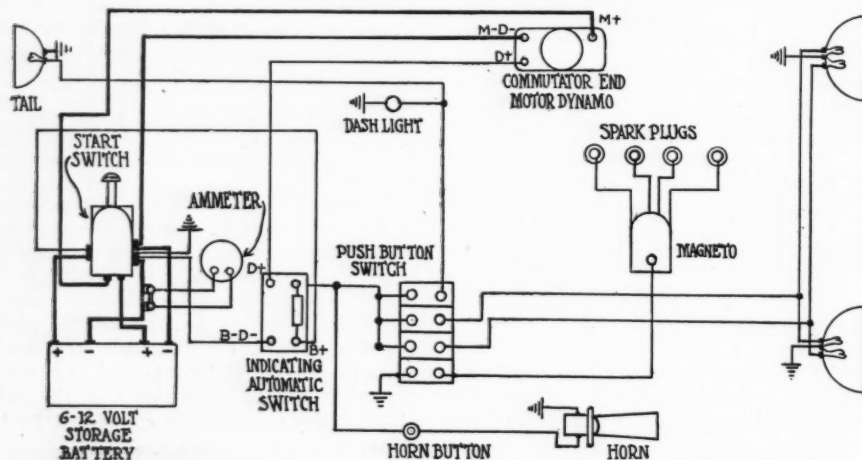 M+
M-D-
D+
COMMUTATOR END
MOTOR DYNAMO
TAIL
DASH LIGHT
SPARK PLUGS
START
SWITCH
AMMETER
PUSH BUTTON
SWITCH
MAGNETO
D+
B-D-
B+
+ - + -
INDICATING
AUTOMATIC
SWITCH
6-12 VOLT
STORAGE
BATTERY
HORN BUTTON
HORN